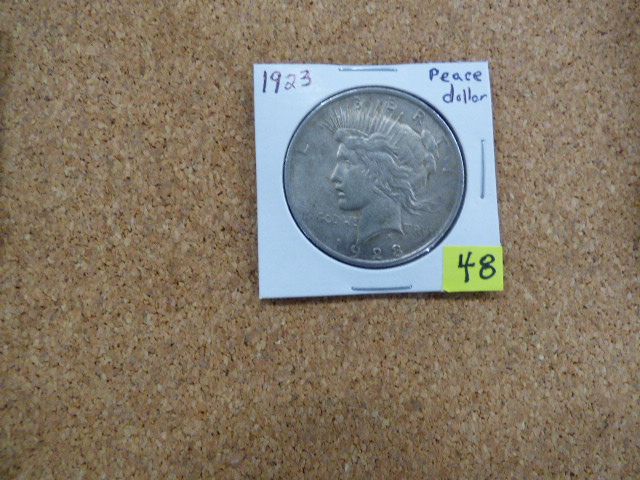 1923 Peace
dollar
LIBERTY
1923
48